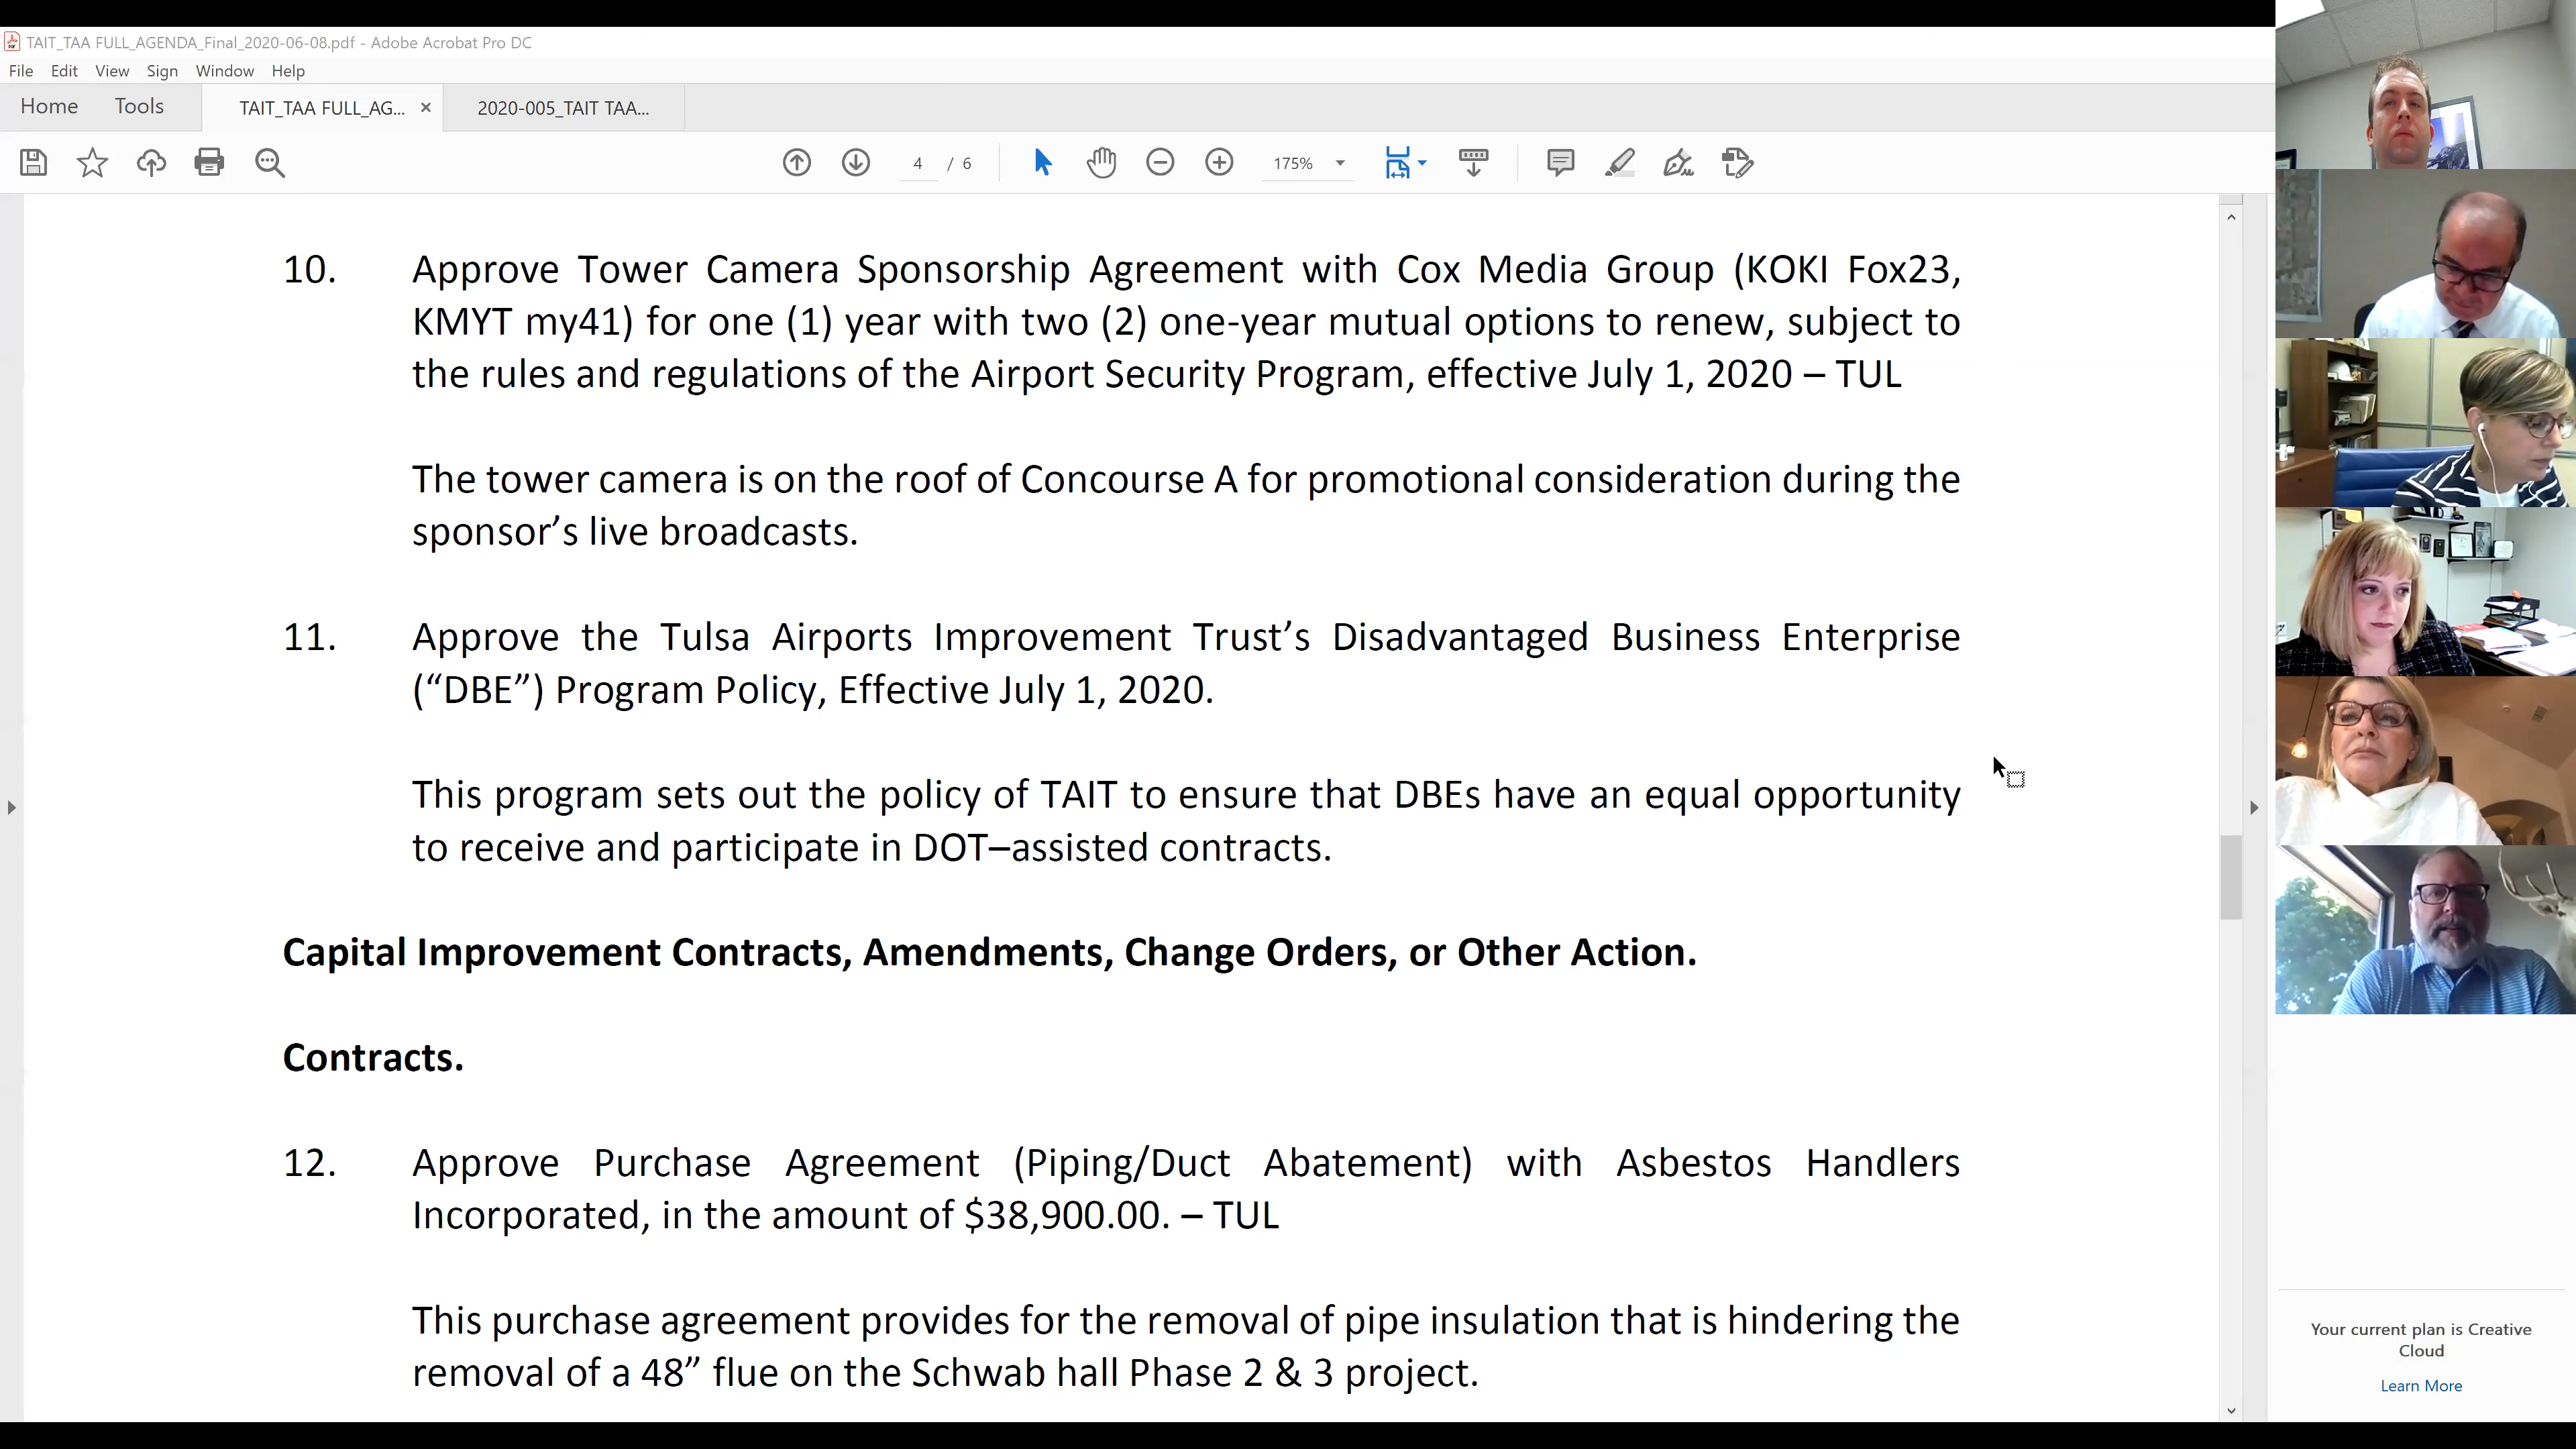 TAIT_TAA FULL_AGENDA_Final_2020-06-08.pdf - Adobe Acrobat Pro DC
File Edit View Sign Window Help
Home Tools TAIT_TAA FULL_AG... × 2020-005_TAIT TAA...
4 / 6 175%
10. Approve Tower Camera Sponsorship Agreement with Cox Media Group (KOKI Fox23,
KMYT my41) for one (1) year with two (2) one-year mutual options to renew, subject to
the rules and regulations of the Airport Security Program, effective July 1, 2020 – TUL
The tower camera is on the roof of Concourse A for promotional consideration during the
sponsor’s live broadcasts.
11. Approve the Tulsa Airports Improvement Trust’s Disadvantaged Business Enterprise
(“DBE”) Program Policy, Effective July 1, 2020.
This program sets out the policy of TAIT to ensure that DBEs have an equal opportunity
to receive and participate in DOT–assisted contracts.
Capital Improvement Contracts, Amendments, Change Orders, or Other Action.
Contracts.
12. Approve Purchase Agreement (Piping/Duct Abatement) with Asbestos Handlers
Incorporated, in the amount of $38,900.00. – TUL
This purchase agreement provides for the removal of pipe insulation that is hindering the
removal of a 48” flue on the Schwab hall Phase 2 & 3 project.
Your current plan is Creative
Cloud
Learn More